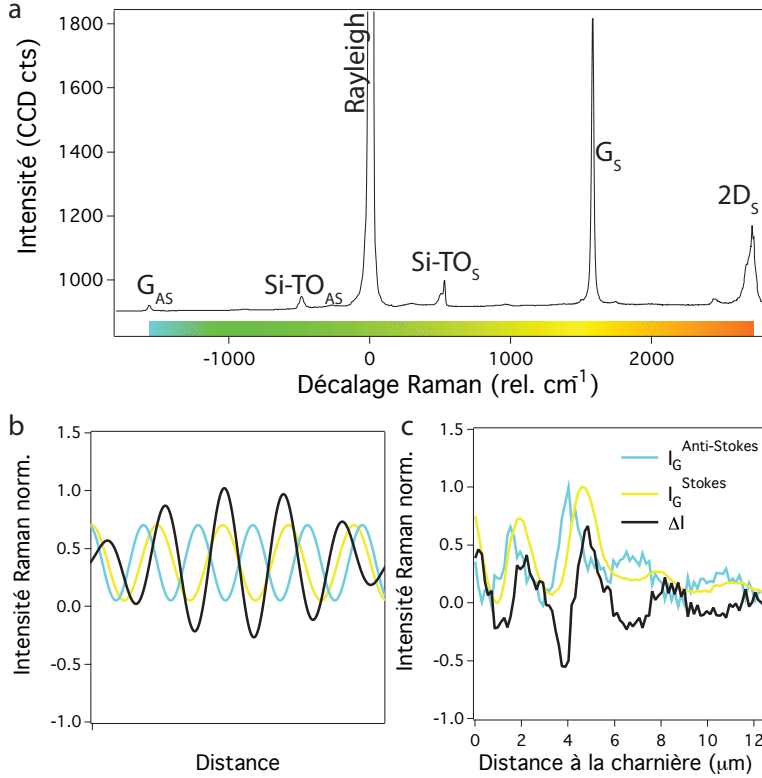 a
Intensité (CCD cts)
1800
1600
1400
1200
1000
Rayleigh
G_S
2D_S
Si-TO_S
G_AS
Si-TO_AS
-1000
0
1000
2000
Décalage Raman (rel. cm⁻¹)
b
Intensité Raman norm.
1.5
1.0
0.5
0.0
-0.5
-1.0
Distance
c
Intensité Raman norm.
1.5
1.0
0.5
0.0
-0.5
-1.0
I_G^Anti-Stokes
I_G^Stokes
ΔI
0
2
4
6
8
10
12
Distance à la charnière (μm)